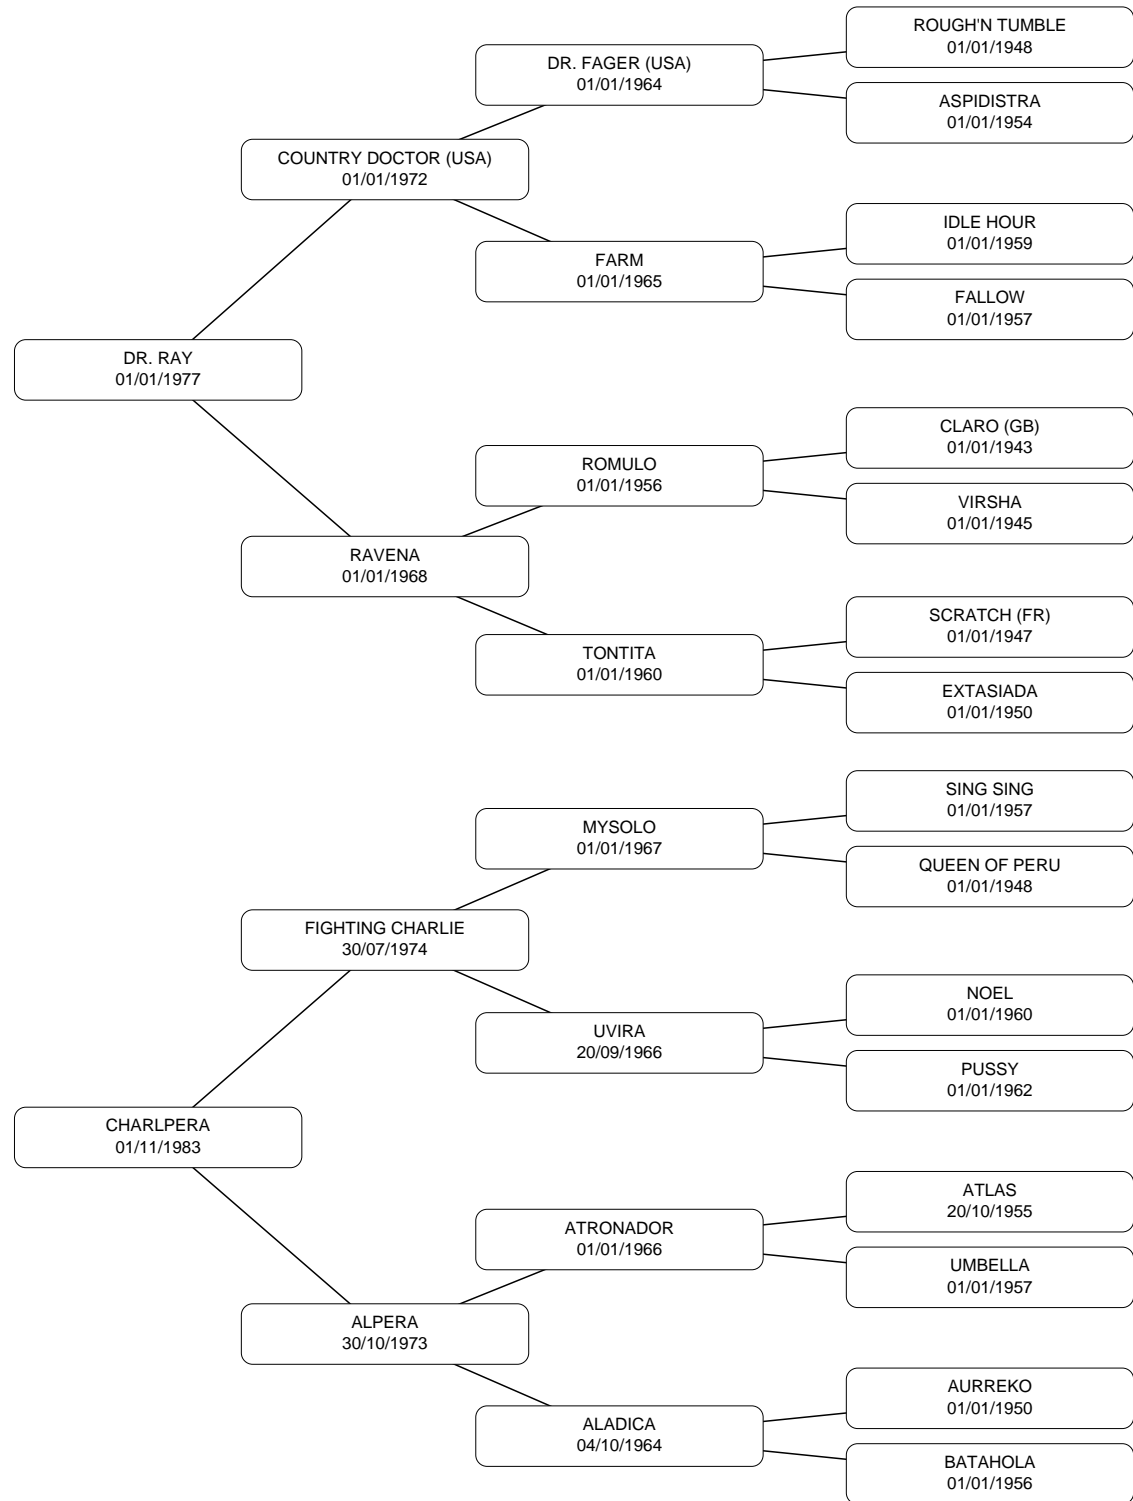 ROUGH'N TUMBLE
01/01/1948
DR. FAGER (USA)
01/01/1964
ASPIDISTRA
01/01/1954
COUNTRY DOCTOR (USA)
01/01/1972
IDLE HOUR
01/01/1959
FARM
01/01/1965
FALLOW
01/01/1957
DR. RAY
01/01/1977
CLARO (GB)
01/01/1943
ROMULO
01/01/1956
VIRSHA
01/01/1945
RAVENA
01/01/1968
SCRATCH (FR)
01/01/1947
TONTITA
01/01/1960
EXTASIADA
01/01/1950
SING SING
01/01/1957
MYSOLO
01/01/1967
QUEEN OF PERU
01/01/1948
FIGHTING CHARLIE
30/07/1974
NOEL
01/01/1960
UVIRA
20/09/1966
PUSSY
01/01/1962
CHARLPERA
01/11/1983
ATLAS
20/10/1955
ATRONADOR
01/01/1966
UMBELLA
01/01/1957
ALPERA
30/10/1973
AURREKO
01/01/1950
ALADICA
04/10/1964
BATAHOLA
01/01/1956